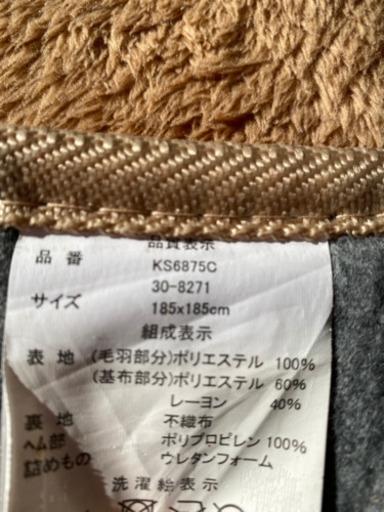 品質表示
品 番 KS6875C
30-8271
サイズ 185x185cm
組成表示
表 地 (毛羽部分)ポリエステル 100%
(基布部分)ポリエステル 60%
レーヨン 40%
裏 地 不織布
ヘム部 ポリプロピレン 100%
詰めもの ウレタンフォーム
洗濯絵表示